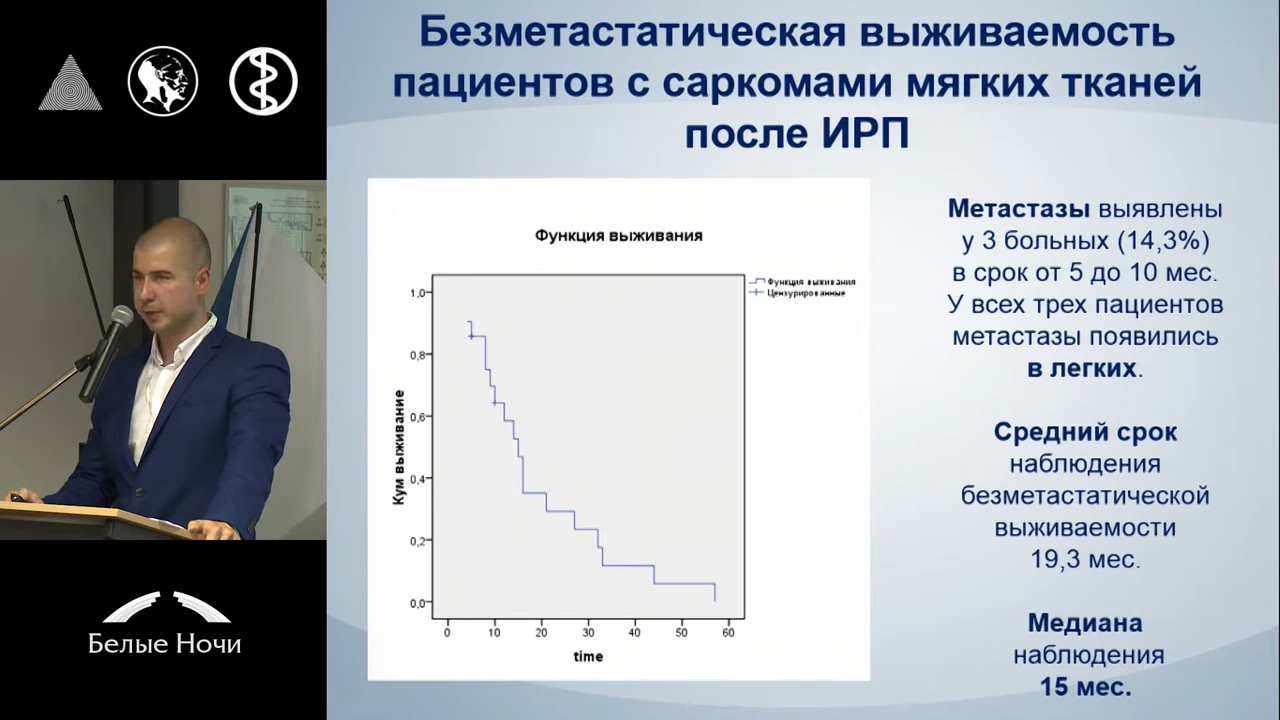 Безметастатическая выживаемость
пациентов с саркомами мягких тканей
после ИРП
Функция выживания
Функция выживания
Цензурированные
Кум выживание
1,0
0,8
0,6
0,4
0,2
0,0
0
10
20
30
40
50
60
time
Метастазы выявлены
у 3 больных (14,3%)
в срок от 5 до 10 мес.
У всех трех пациентов
метастазы появились
в легких.
Средний срок
наблюдения
безметастатической
выживаемости
19,3 мес.
Медиана
наблюдения
15 мес.
Белые Ночи